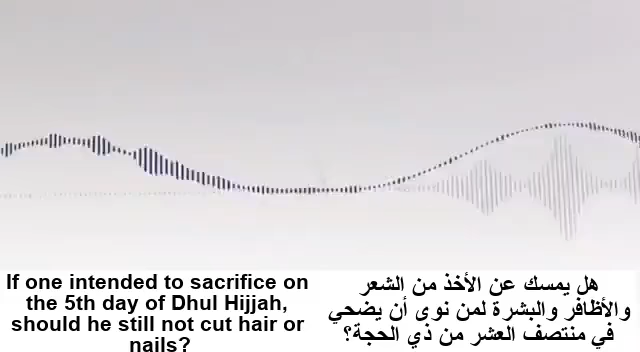 If one intended to sacrifice on
the 5th day of Dhul Hijjah,
should he still not cut hair or
nails?
هل يمسك عن الأخذ من الشعر
والأظافر والبشرة لمن نوى أن يضحي
في منتصف العشر من ذي الحجة؟